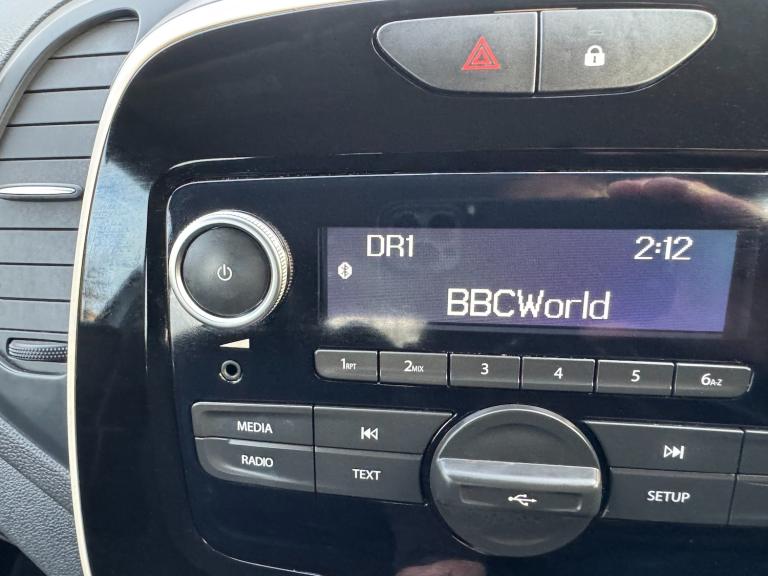 DR1 2:12
BBCWorld
1RPT 2MIX 3 4 5 6A-Z
MEDIA
RADIO TEXT
SETUP